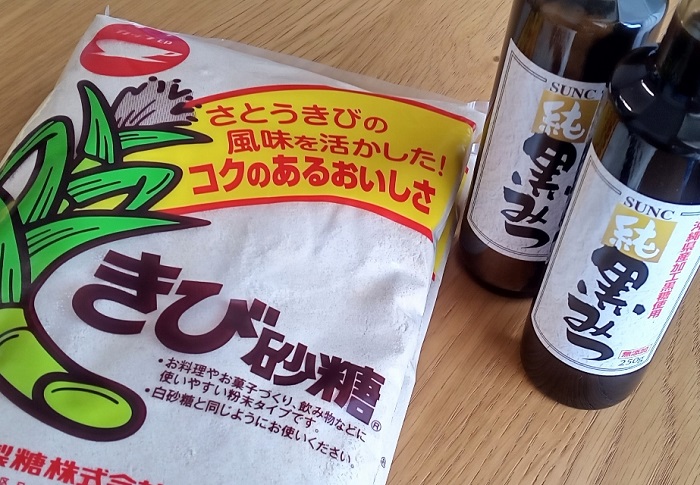 さとうきびの
風味を活かした!
コクのあるおいしさ
きび砂糖®
・お料理やお菓子づくり、飲み物などに
使いやすい粉末タイプです。
・白砂糖と同じようにお使いください。
製糖株式会社
SUNC
純
黒みつ
SUNC
純
黒みつ
沖縄県産加工黒糖使用
無添加
250g